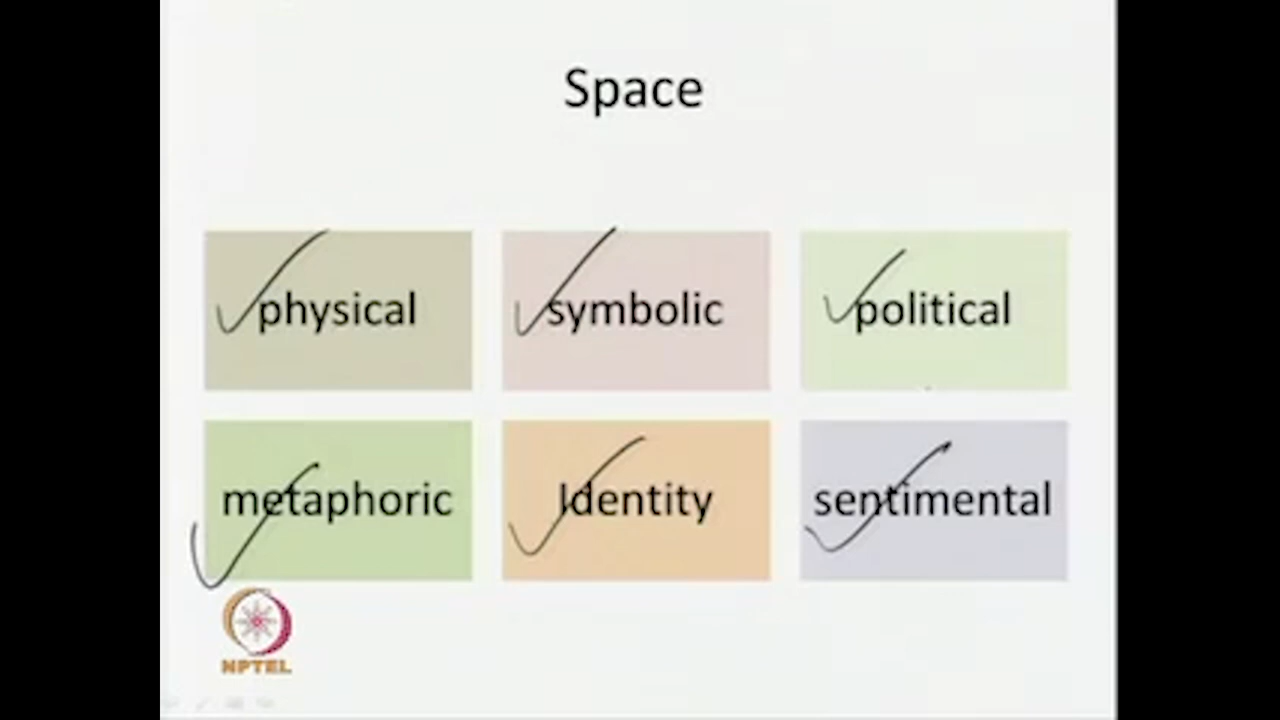 Space
physical
symbolic
political
metaphoric
Identity
sentimental
NPTEL